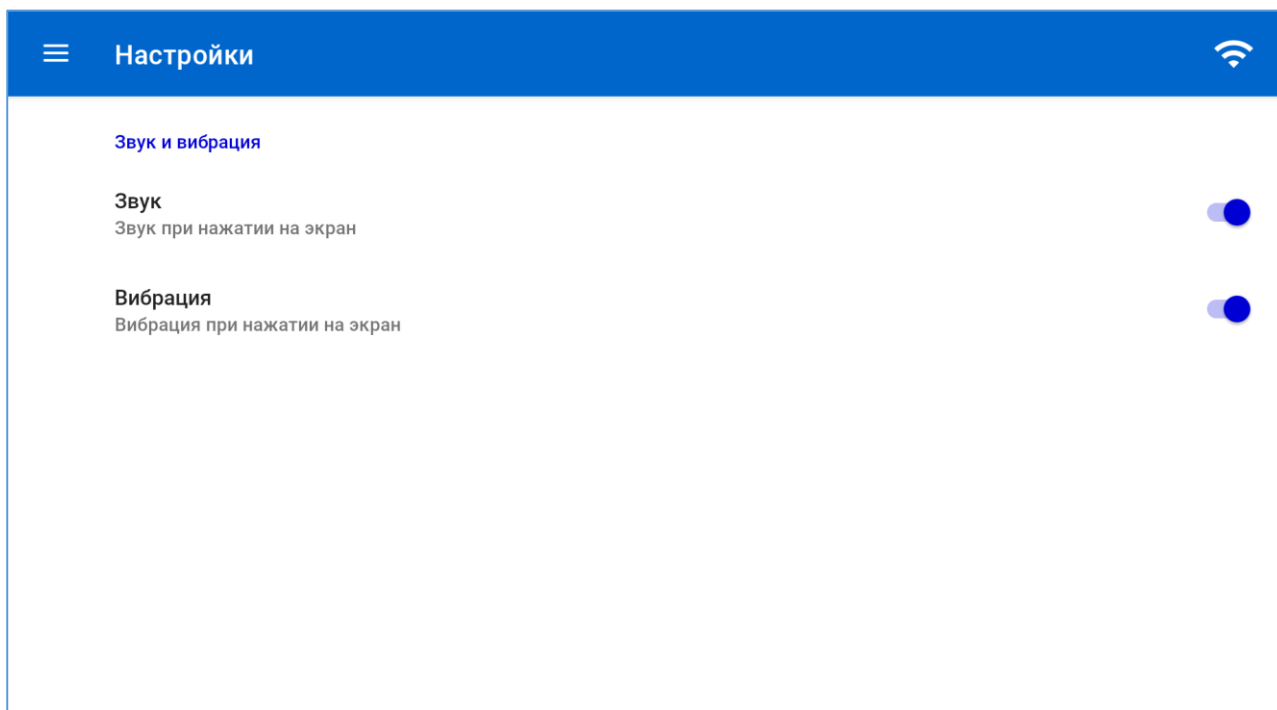 Настройки
Звук и вибрация
Звук
Звук при нажатии на экран
Вибрация
Вибрация при нажатии на экран